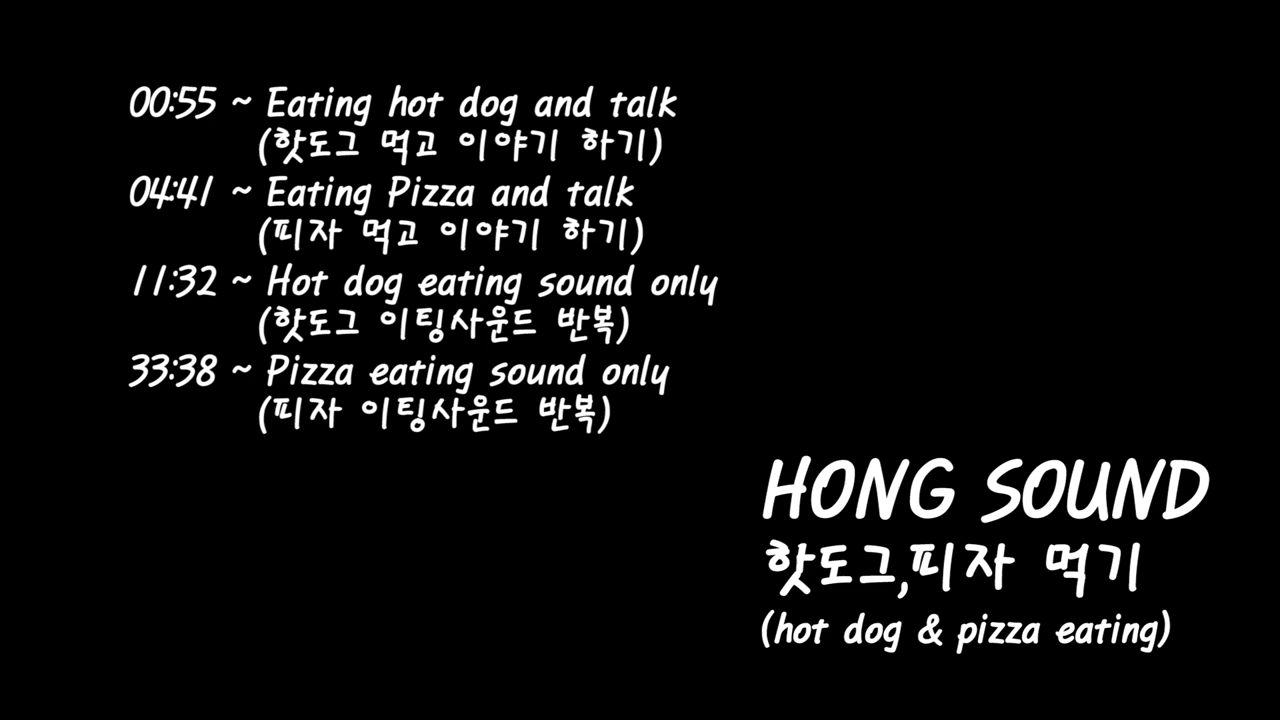 00:55 ~ Eating hot dog and talk
(핫도그 먹고 이야기 하기)
04:41 ~ Eating Pizza and talk
(피자 먹고 이야기 하기)
11:32 ~ Hot dog eating sound only
(핫도그 이팅사운드 반복)
33:38 ~ Pizza eating sound only
(피자 이팅사운드 반복)
HONG SOUND
핫도그,피자 먹기
(hot dog & pizza eating)